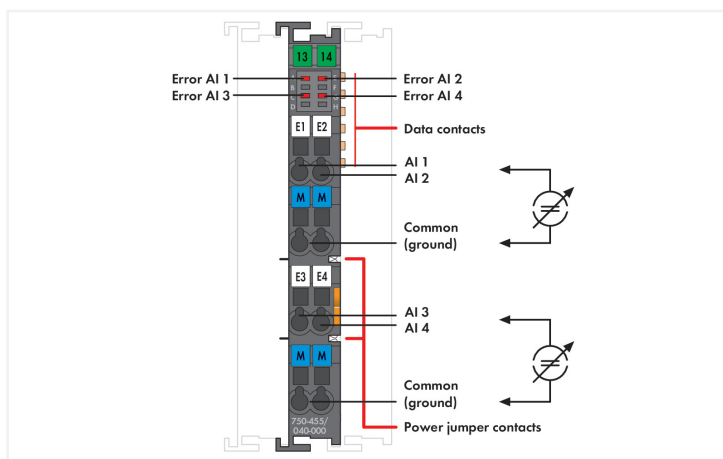 13 14
Error AI 1
Error AI 2
Error AI 3
Error AI 4
Data contacts
E1 E2
AI 1
AI 2
M M
Common
(ground)
E3 E4
AI 3
AI 4
M M
Common
(ground)
750-455/
040-000
Power jumper contacts